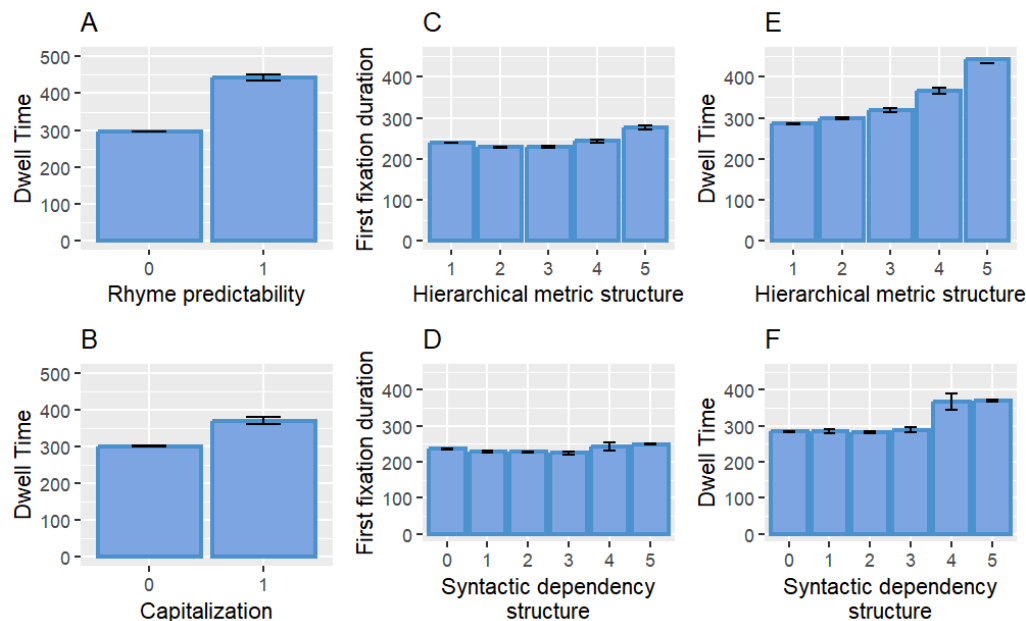 A
Dwell Time
500
400
300
200
100
0
0 1
Rhyme predictability
B
Dwell Time
500
400
300
200
100
0
0 1
Capitalization
C
First fixation duration
400
300
200
100
0
1 2 3 4 5
Hierarchical metric structure
D
First fixation duration
400
300
200
100
0
0 1 2 3 4 5
Syntactic dependency
structure
E
Dwell Time
400
300
200
100
0
1 2 3 4 5
Hierarchical metric structure
F
Dwell Time
400
300
200
100
0
0 1 2 3 4 5
Syntactic dependency
structure